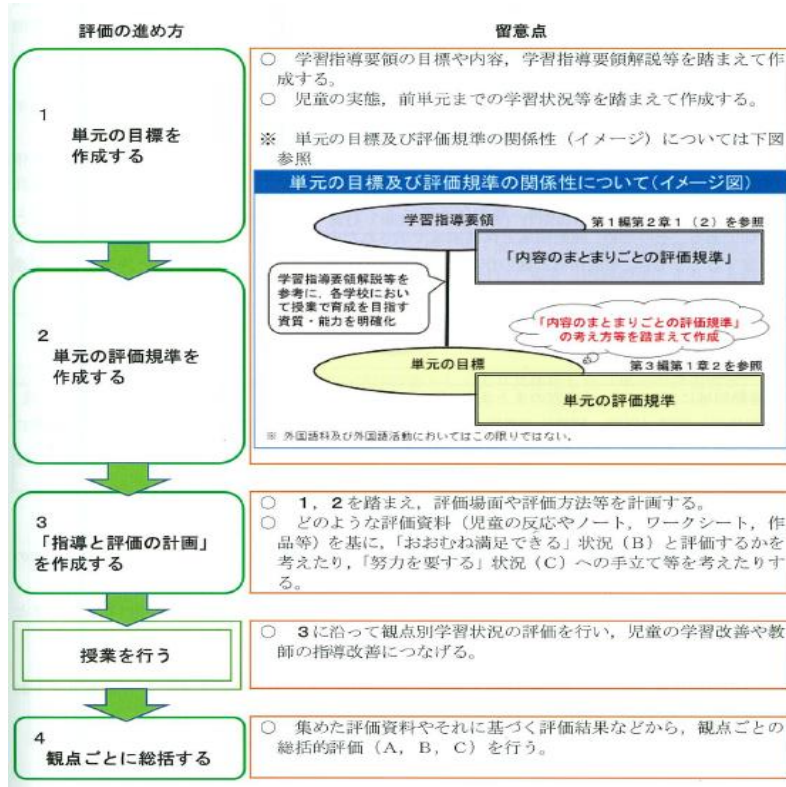 評価の進め方
留意点
1
単元の目標を
作成する
○ 学習指導要領の目標や内容，学習指導要領解説等を踏まえて作
成する。
○ 児童の実態，前単元までの学習状況等を踏まえて作成する。
※ 単元の目標及び評価規準の関係性（イメージ）については下図
参照
単元の目標及び評価規準の関係性について(イメージ図)
学習指導要領
第１編第２章１（２）を参照
「内容のまとまりごとの評価規準」
学習指導要領解説等を
参考に，各学校におい
て授業で育成を目指す
資質・能力を明確化
「内容のまとまりごとの評価規準」
の考え方等を踏まえて作成
単元の目標
第３編第１章２を参照
単元の評価規準
※ 外国語科及び外国語活動においてはこの限りではない。
2
単元の評価規準を
作成する
3
「指導と評価の計画」
を作成する
○ １，２を踏まえ，評価場面や評価方法等を計画する。
○ どのような評価資料（児童の反応やノート，ワークシート，作
品等）を基に，「おおむね満足できる」状況（B）と評価するかを
考えたり，「努力を要する」状況（C）への手立て等を考えたりす
る。
授業を行う
○ ３に沿って観点別学習状況の評価を行い，児童の学習改善や教
師の指導改善につなげる。
4
観点ごとに総括する
○ 集めた評価資料やそれに基づく評価結果などから，観点ごとの
総括的評価（A，B，C）を行う。